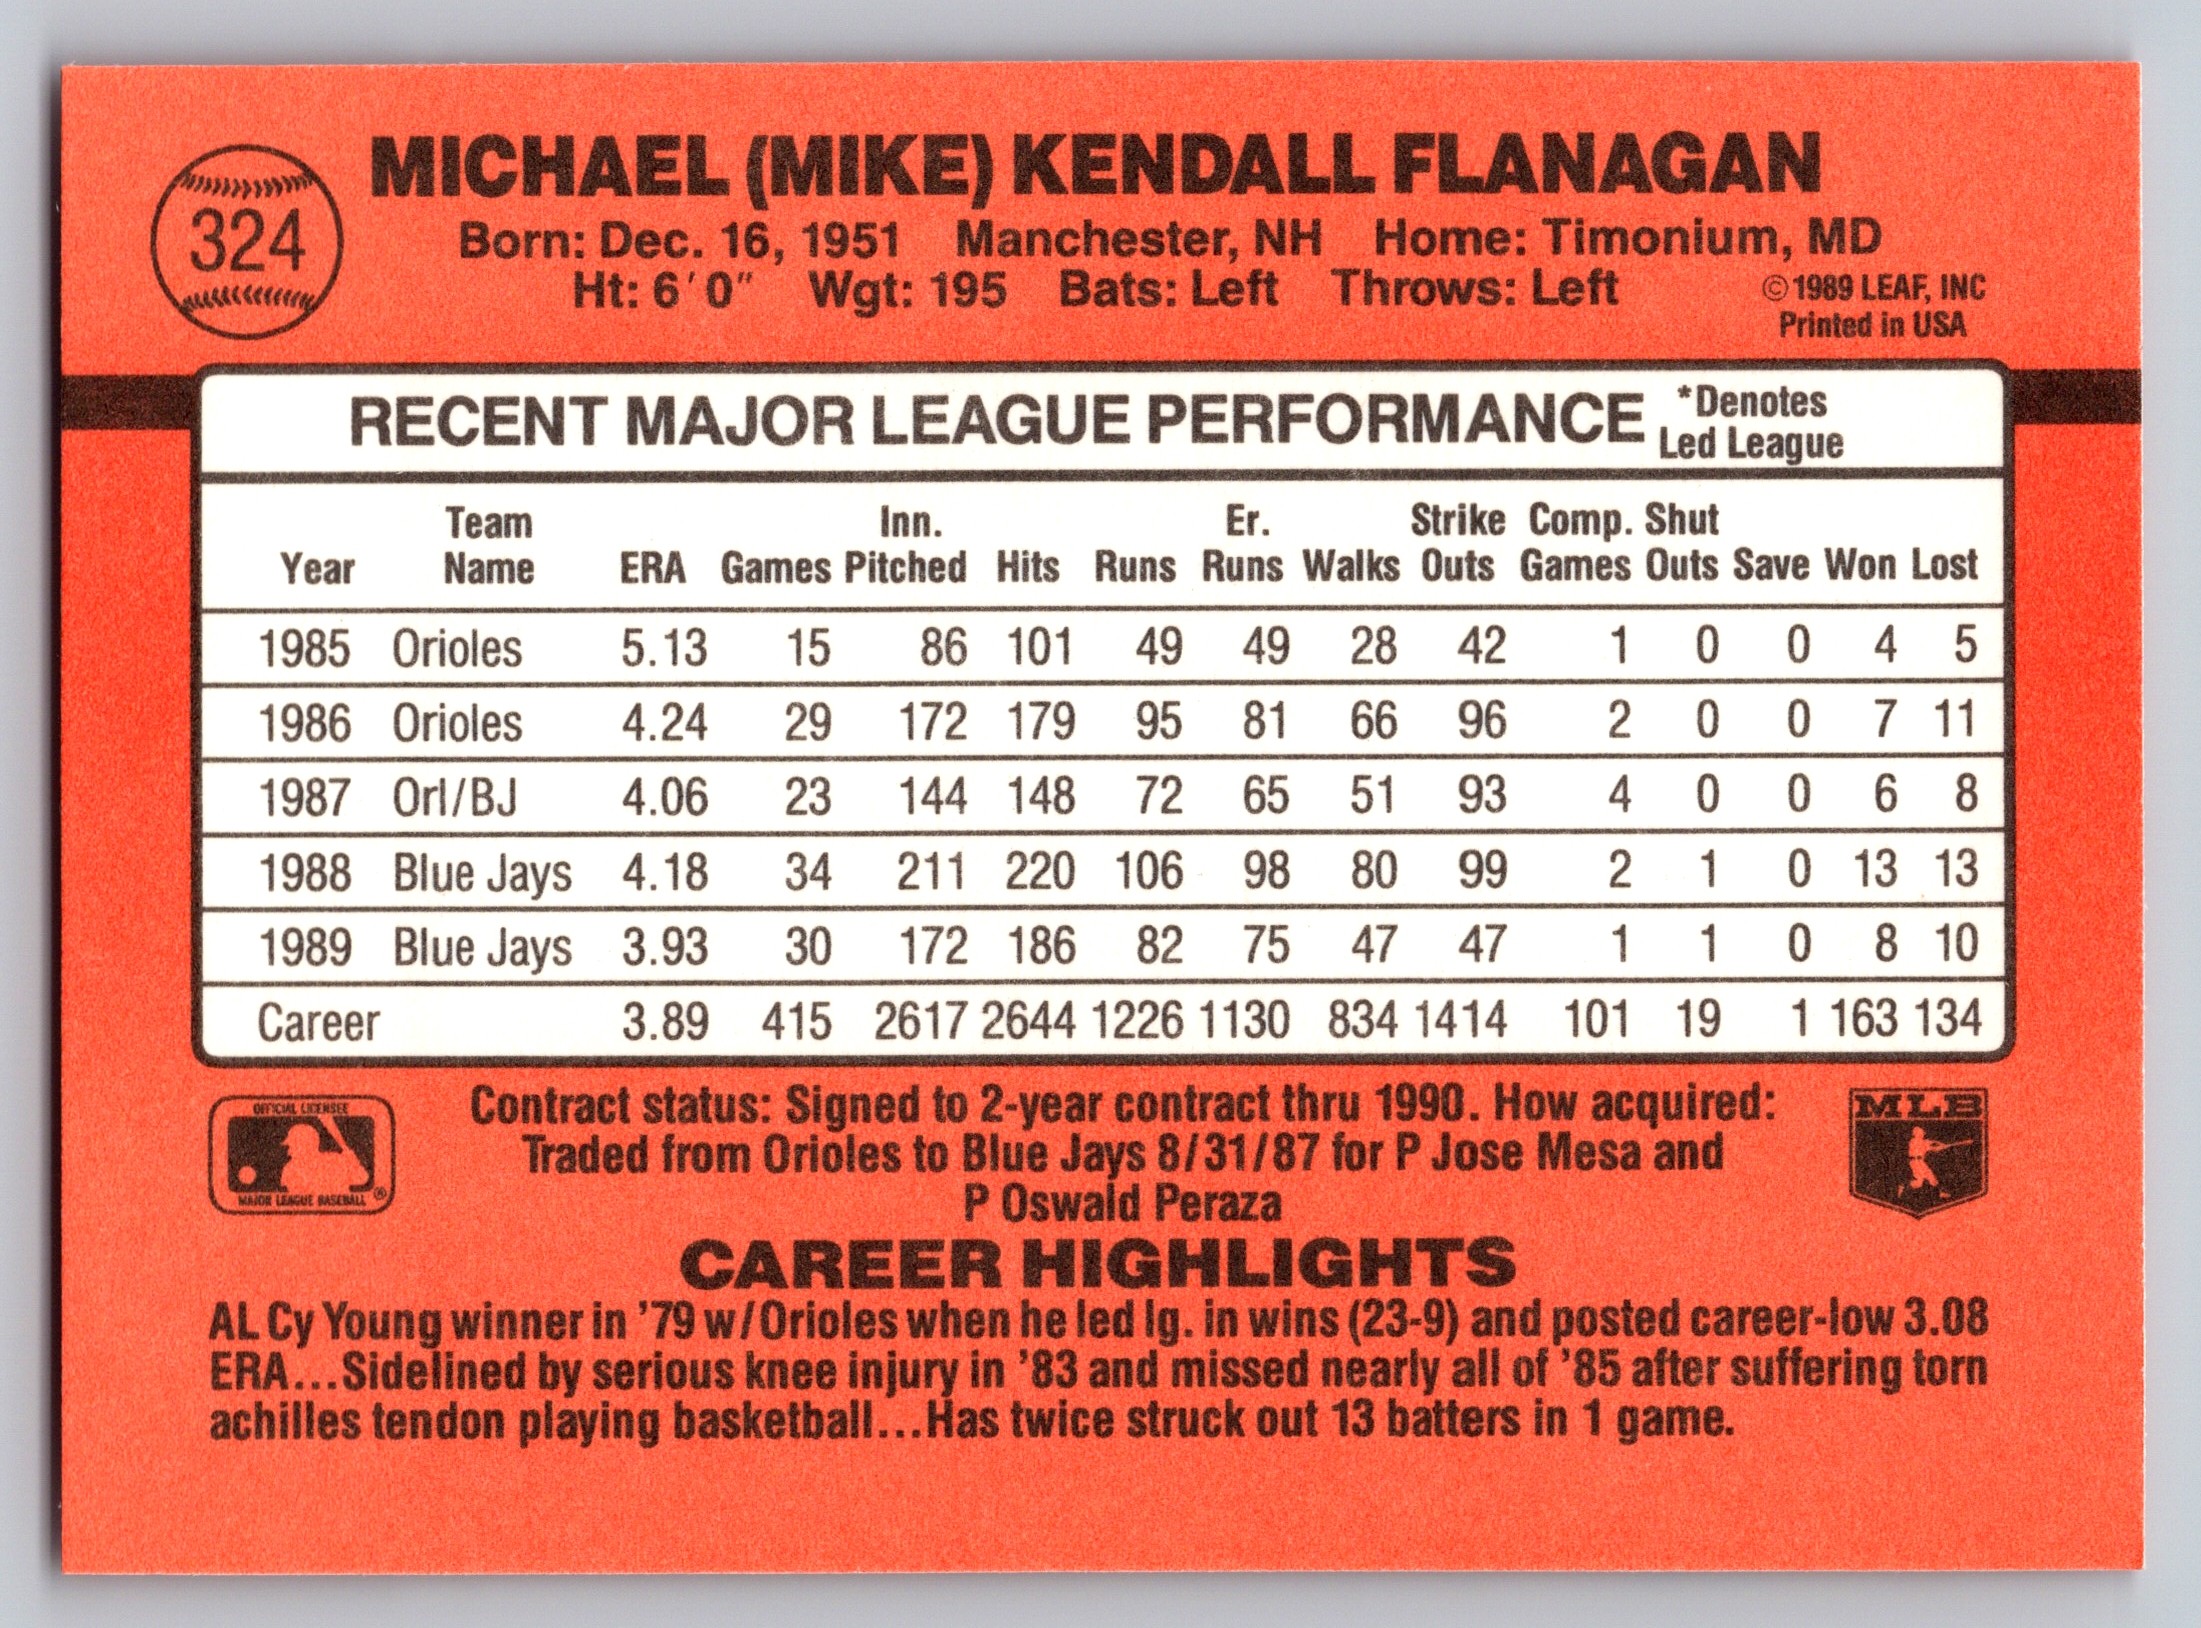 324
MICHAEL (MIKE) KENDALL FLANAGAN
Born: Dec. 16, 1951 Manchester, NH Home: Timonium, MD
Ht: 6'0" Wgt: 195 Bats: Left Throws: Left
©1989 LEAF, INC
Printed in USA
RECENT MAJOR LEAGUE PERFORMANCE *Denotes
Led League
Team Inn. Er. Strike Comp. Shut
Year Name ERA Games Pitched Hits Runs Runs Walks Outs Games Outs Save Won Lost
1985 Orioles 5.13 15 86 101 49 49 28 42 1 0 0 4 5
1986 Orioles 4.24 29 172 179 95 81 66 96 2 0 0 7 11
1987 Orl/BJ 4.06 23 144 148 72 65 51 93 4 0 0 6 8
1988 Blue Jays 4.18 34 211 220 106 98 80 99 2 1 0 13 13
1989 Blue Jays 3.93 30 172 186 82 75 47 47 1 1 0 8 10
Career 3.89 415 2617 2644 1226 1130 834 1414 101 19 1 163 134
OFFICIAL LICENSEE
MAJOR LEAGUE BASEBALL ®
Contract status: Signed to 2-year contract thru 1990. How acquired:
Traded from Orioles to Blue Jays 8/31/87 for P Jose Mesa and
P Oswald Peraza
MLB
CAREER HIGHLIGHTS
AL Cy Young winner in '79 w/Orioles when he led lg. in wins (23-9) and posted career-low 3.08
ERA...Sidelined by serious knee injury in '83 and missed nearly all of '85 after suffering torn
achilles tendon playing basketball...Has twice struck out 13 batters in 1 game.